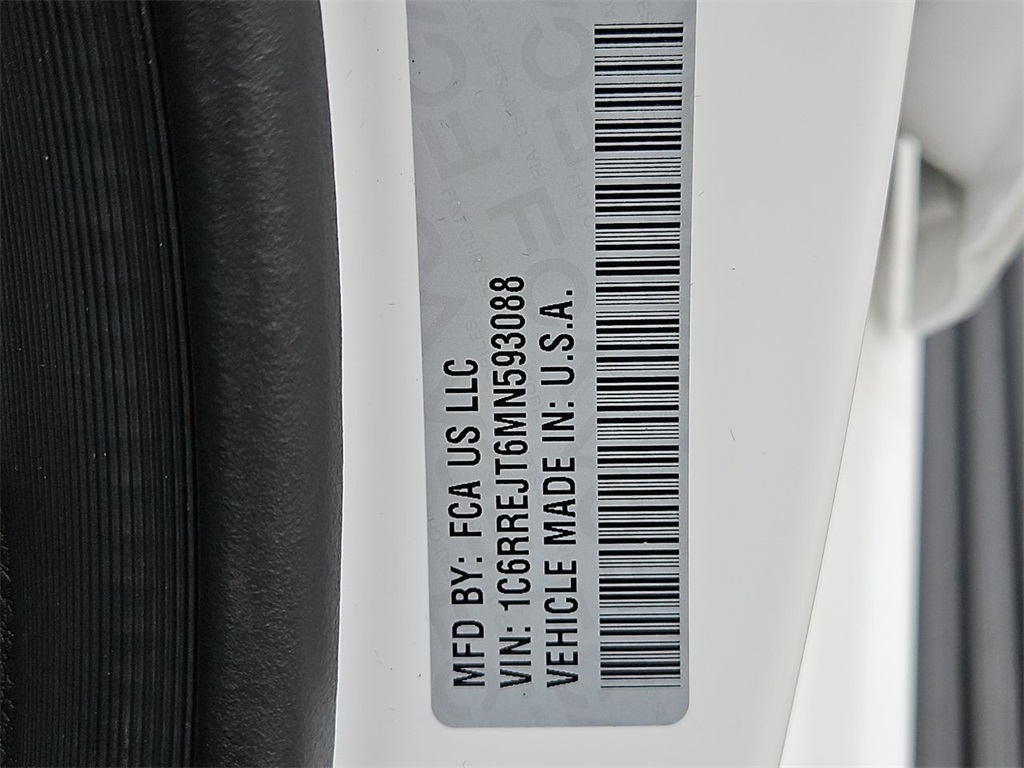 MFD BY: FCA US LLC
VIN: 1C6RREJT6MN593088
VEHICLE MADE IN: U.S.A.